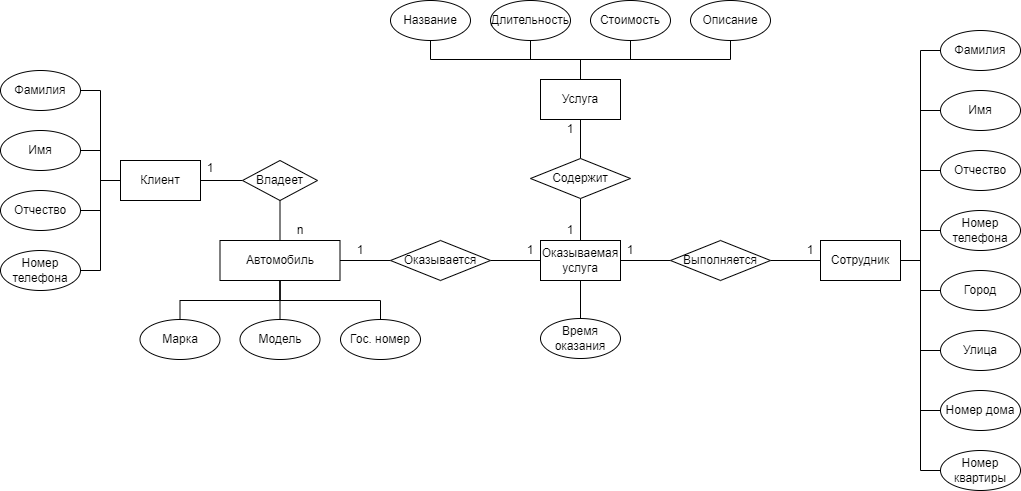 Название
Длительность
Стоимость
Описание
Услуга
1
Содержит
1
Фамилия
Имя
Отчество
Номер
телефона
Клиент
1
Владеет
n
Автомобиль
1
Оказывается
1
Оказываемая
услуга
1
Выполняется
1
Сотрудник
Марка
Модель
Гос. номер
Время
оказания
Фамилия
Имя
Отчество
Номер
телефона
Город
Улица
Номер дома
Номер
квартиры